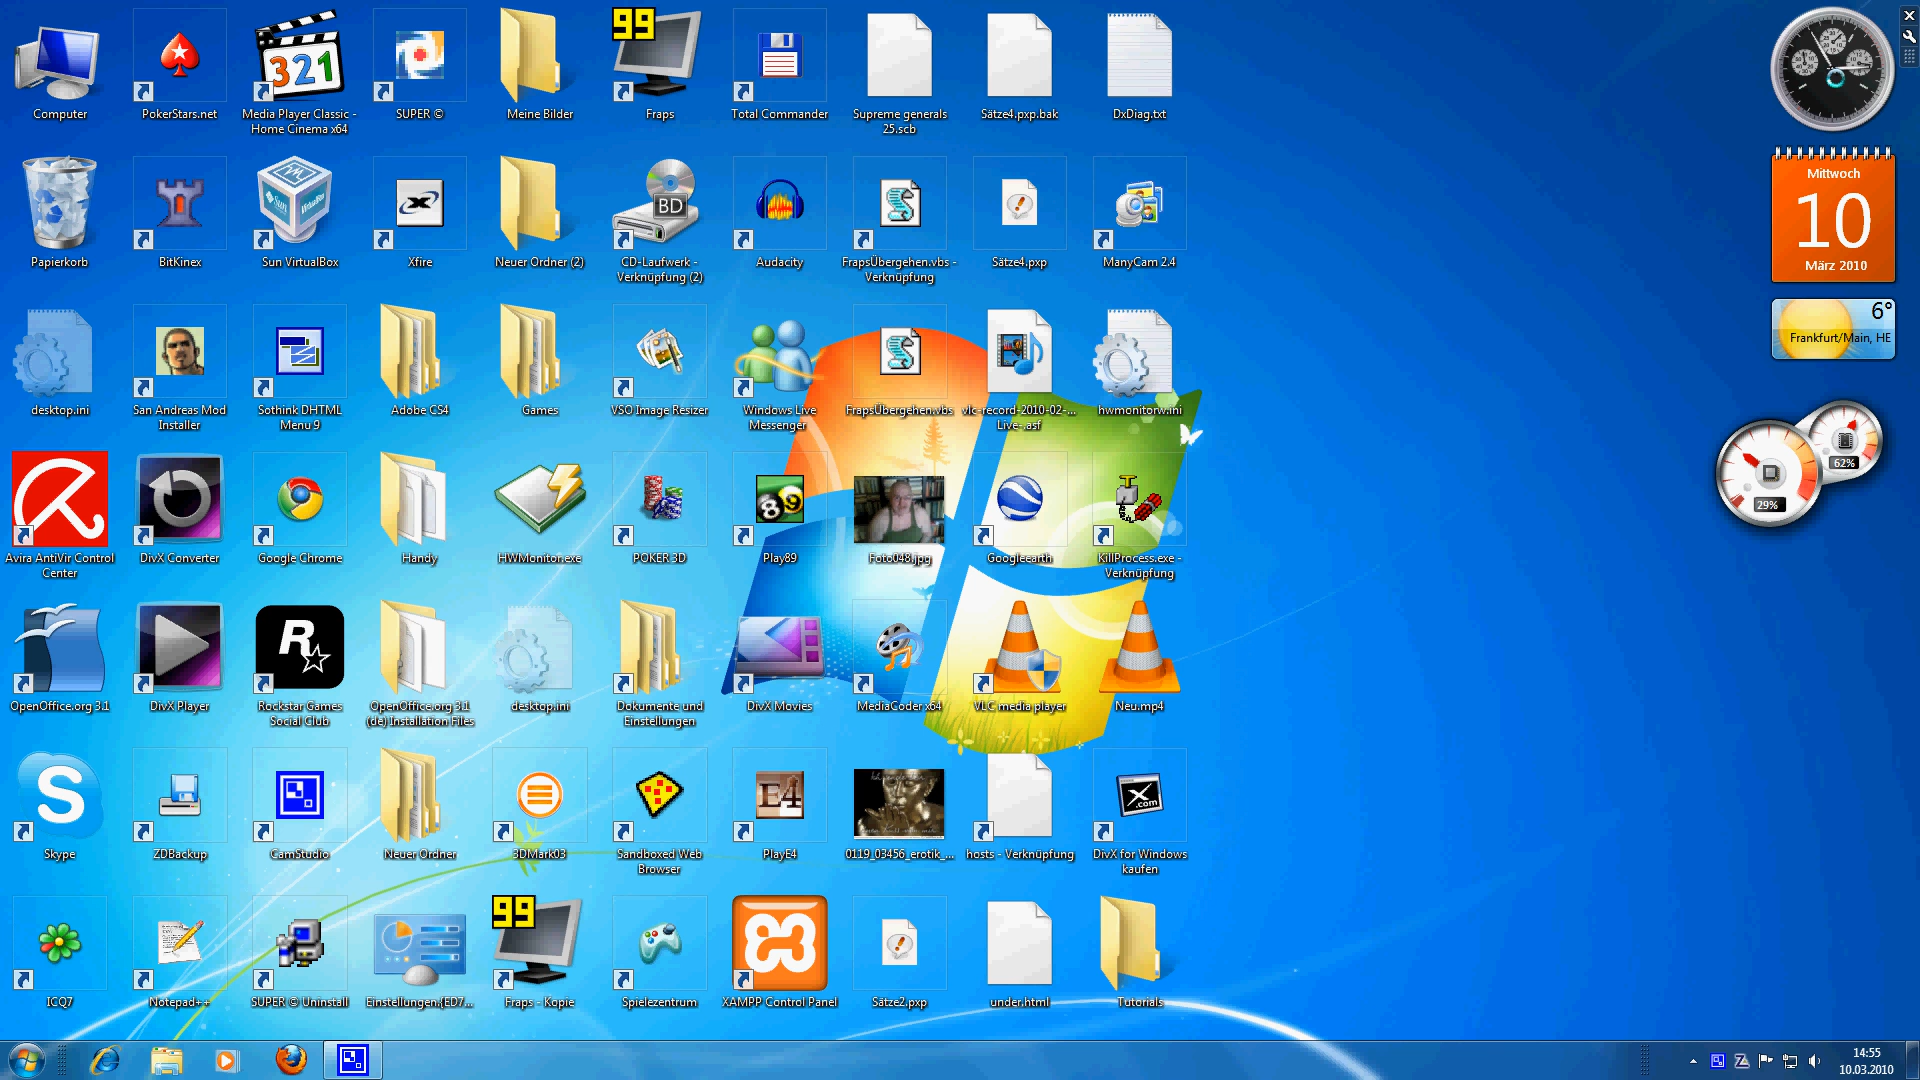 Computer
PokerStars.net
Media Player Classic -
Home Cinema x64
321
SUPER ©
Meine Bilder
99
Fraps
Total Commander
Supreme generals
25.scb
Sätze4.pxp.bak
DxDiag.txt
Papierkorb
BitKinex
Sun VirtualBox
Xfire
Neuer Ordner (2)
BD
CD-Laufwerk -
Verknüpfung (2)
Audacity
FrapsÜbergehen.vbs -
Verknüpfung
Sätze4.pxp
ManyCam 2.4
Mittwoch
10
März 2010
6°
Frankfurt/Main, HE
desktop.ini
San Andreas Mod
Installer
Sothink DHTML
Menu 9
Adobe CS4
Games
VSO Image Resizer
Windows Live
Messenger
FrapsÜbergehen.vbs
vlc-record-2010-02-...
Live-.asf
hwmonitorw.ini
62%
29%
Avira AntiVir Control
Center
DivX Converter
Google Chrome
Handy
HWMonitor.exe
POKER 3D
89
Play89
Foto048.jpg
Googleearth
KillProcess.exe -
Verknüpfung
OpenOffice.org 3.1
DivX Player
R
Rockstar Games
Social Club
OpenOffice.org 3.1
(de) Installation Files
desktop.ini
Dokumente und
Einstellungen
DivX Movies
MediaCoder x64
VLC media player
Neu.mp4
S
Skype
ZDBackup
CamStudio
Neuer Ordner
3DMark03
Sandboxed Web
Browser
E4
PlayE4
0119_03456_erotik_...
hosts - Verknüpfung
X.com
DivX for Windows
kaufen
ICQ7
Notepad++
SUPER © Uninstall
Einstellungen.{ED7...
99
Fraps - Kopie
Spielezentrum
XAMPP Control Panel
Sätze2.pxp
under.html
Tutorials
14:55
10.03.2010